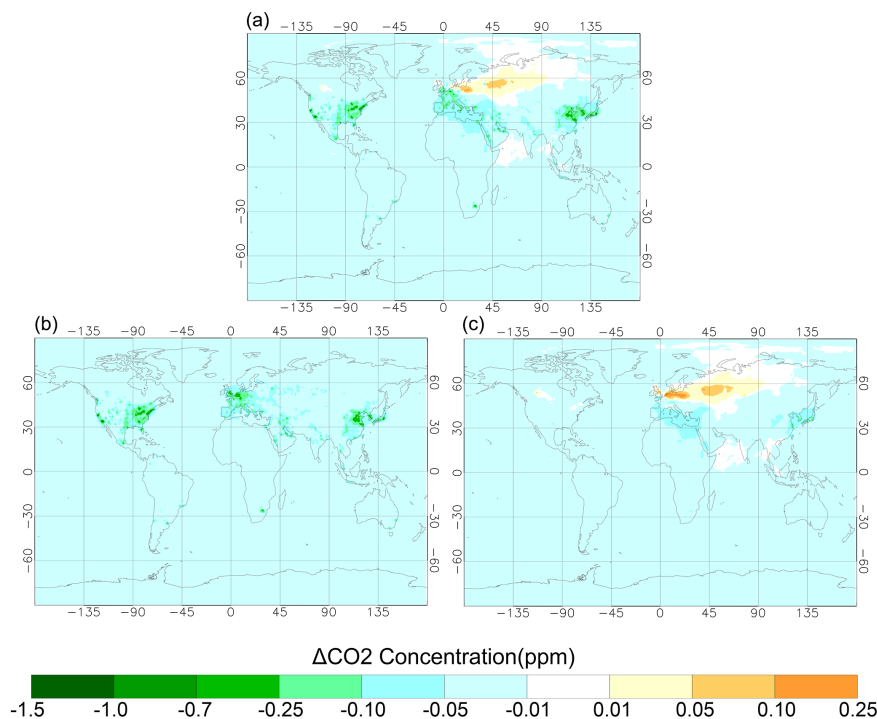 (a)
−135 −90 −45 0 45 90 135
60 60
30 30
0 0
−30 −30
−60 −60
−135 −90 −45 0 45 90 135
(b) (c)
−135 −90 −45 0 45 90 135 −135 −90 −45 0 45 90 135
60 60 60 60
30 30 30 30
0 0 0 0
−30 −30 −30 −30
−60 −60 −60 −60
−135 −90 −45 0 45 90 135 −135 −90 −45 0 45 90 135
ΔCO2 Concentration(ppm)
-1.5 -1.0 -0.7 -0.25 -0.10 -0.05 -0.01 0.01 0.05 0.10 0.25